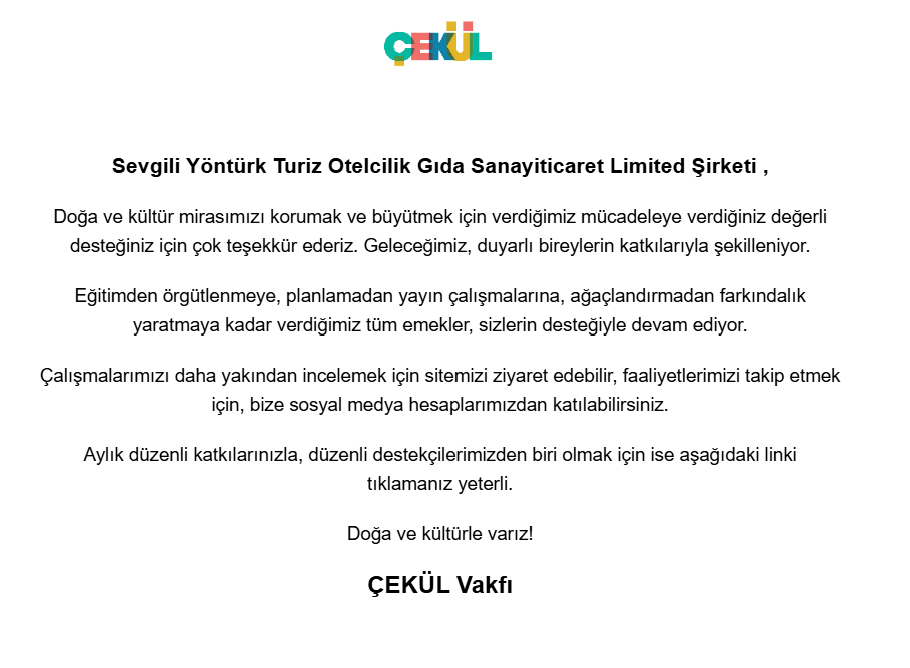 ÇEKÜL
Sevgili Yöntürk Turiz Otelcilik Gıda Sanayiticaret Limited Şirketi ,
Doğa ve kültür mirasımızı korumak ve büyütmek için verdiğimiz mücadeleye verdiğiniz değerli
desteğiniz için çok teşekkür ederiz. Geleceğimiz, duyarlı bireylerin katkılarıyla şekilleniyor.
Eğitimden örgütlenmeye, planlamadan yayın çalışmalarına, ağaçlandırmadan farkındalık
yaratmaya kadar verdiğimiz tüm emekler, sizlerin desteğiyle devam ediyor.
Çalışmalarımızı daha yakından incelemek için sitemizi ziyaret edebilir, faaliyetlerimizi takip etmek
için, bize sosyal medya hesaplarımızdan katılabilirsiniz.
Aylık düzenli katkılarınızla, düzenli destekçilerimizden biri olmak için ise aşağıdaki linki
tıklamanız yeterli.
Doğa ve kültürle varız!
ÇEKÜL Vakfı